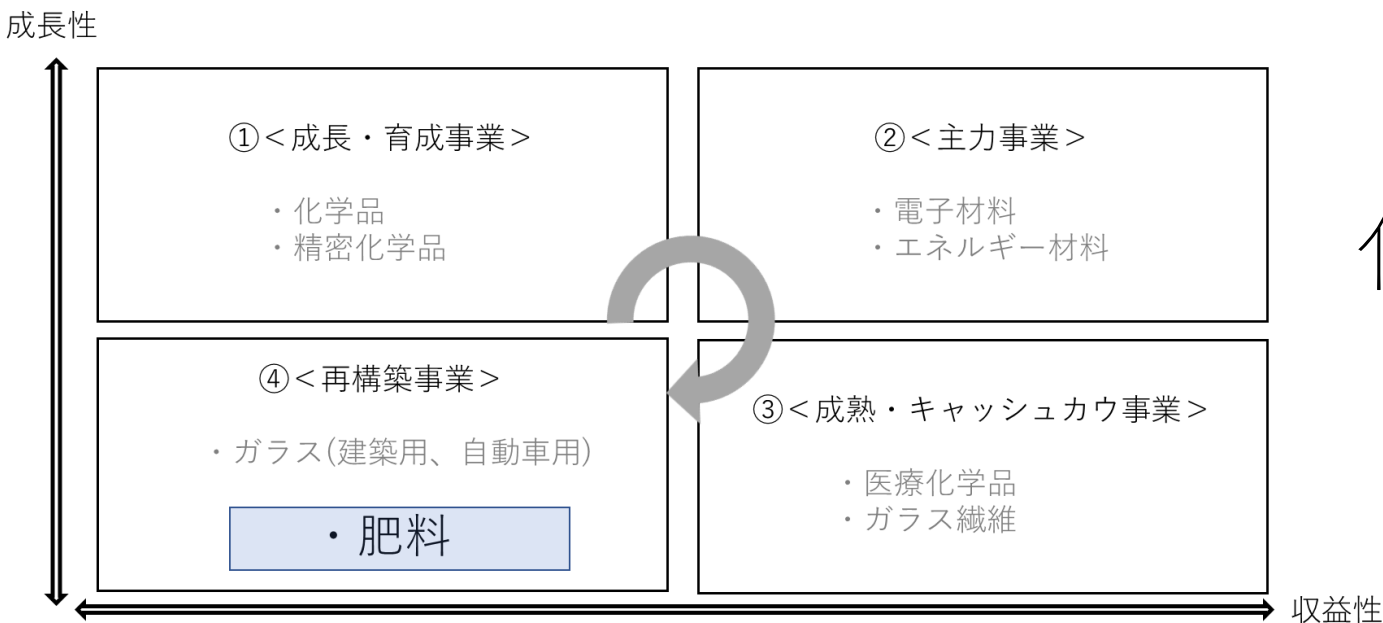 成長性
①<成長・育成事業>
・化学品
・精密化学品
②<主力事業>
・電子材料
・エネルギー材料
④<再構築事業>
・ガラス(建築用、自動車用)
・肥料
③<成熟・キャッシュカウ事業>
・医療化学品
・ガラス繊維
収益性